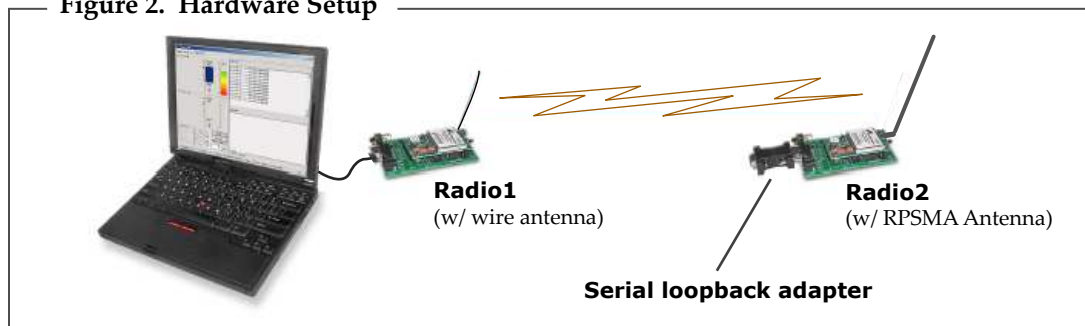 Figure 2. Hardware Setup
Radio1
(w/ wire antenna)
Radio2
(w/ RPSMA Antenna)
Serial loopback adapter